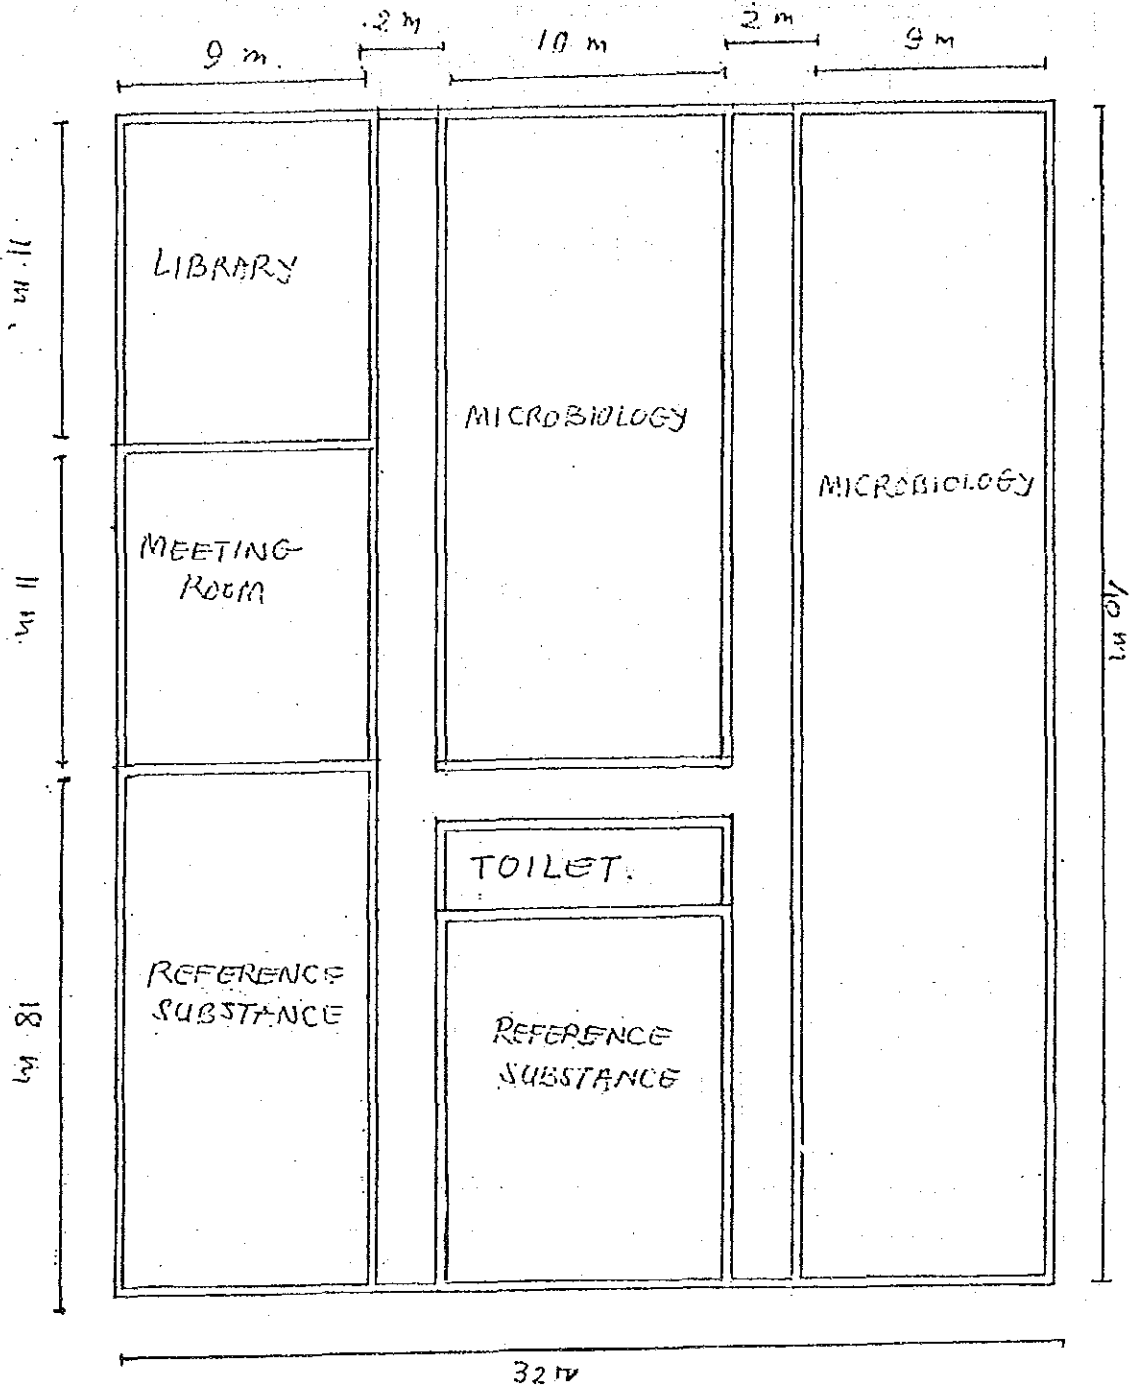 9 m.
2 m
10 m
2 m
9 m
11 m.
LIBRARY
MICROBIOLOGY
MICROBIOLOGY
MEETING
ROOM
11 m
40 m
TOILET.
REFERENCE
SUBSTANCE
18 m
REFERENCE
SUBSTANCE
32 m